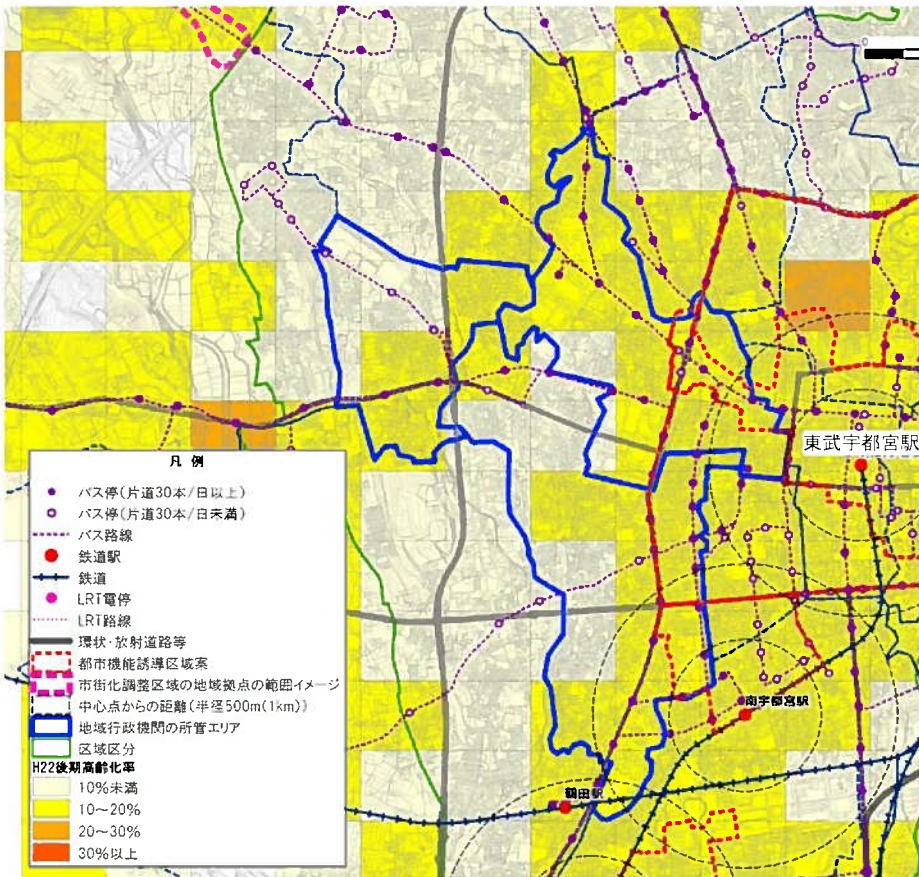 0
東武宇都宮駅
凡 例
バス停(片道30本/日以上)
バス停(片道30本/日未満)
バス路線
鉄道駅
鉄道
LRT電停
LRT路線
環状・放射道路等
都市機能誘導区域案
市街化調整区域の地域拠点の範囲イメージ
中心点からの距離(半径500m(1km))
地域行政機関の所管エリア
区域区分
H22後期高齢化率
10%未満
10～20%
20～30%
30%以上
南宇都宮駅
鶴田駅